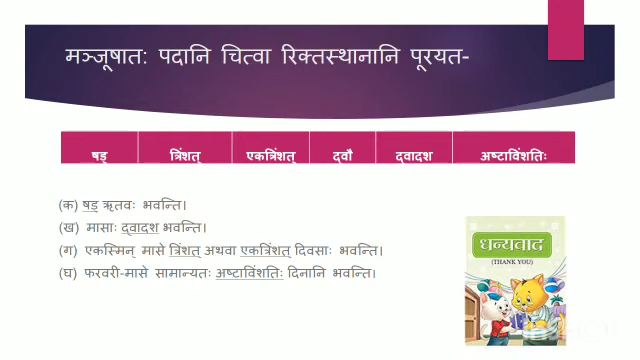 मञ्जूषात: पदानि चित्वा रिक्तस्थानानि पूरयत-
षड् त्रिंशत् एकत्रिंशत् द्वौ द्वादश अष्टाविंशतिः
(क) षड् ऋतवः भवन्ति।
(ख) मासाः द्वादश भवन्ति।
(ग) एकस्मिन् मासे त्रिंशत् अथवा एकत्रिंशत् दिवसाः भवन्ति।
(घ) फरवरी-मासे सामान्यतः अष्टाविंशतिः दिनानि भवन्ति।
धन्यवाद
(THANK YOU)